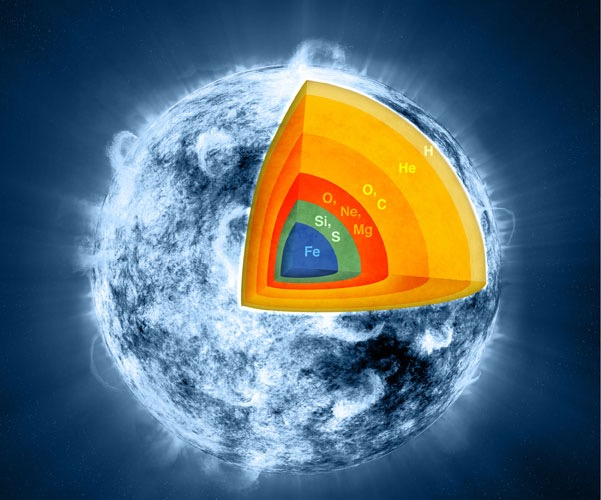 H
He
O, C
O, Ne, Mg
Si, S
Fe